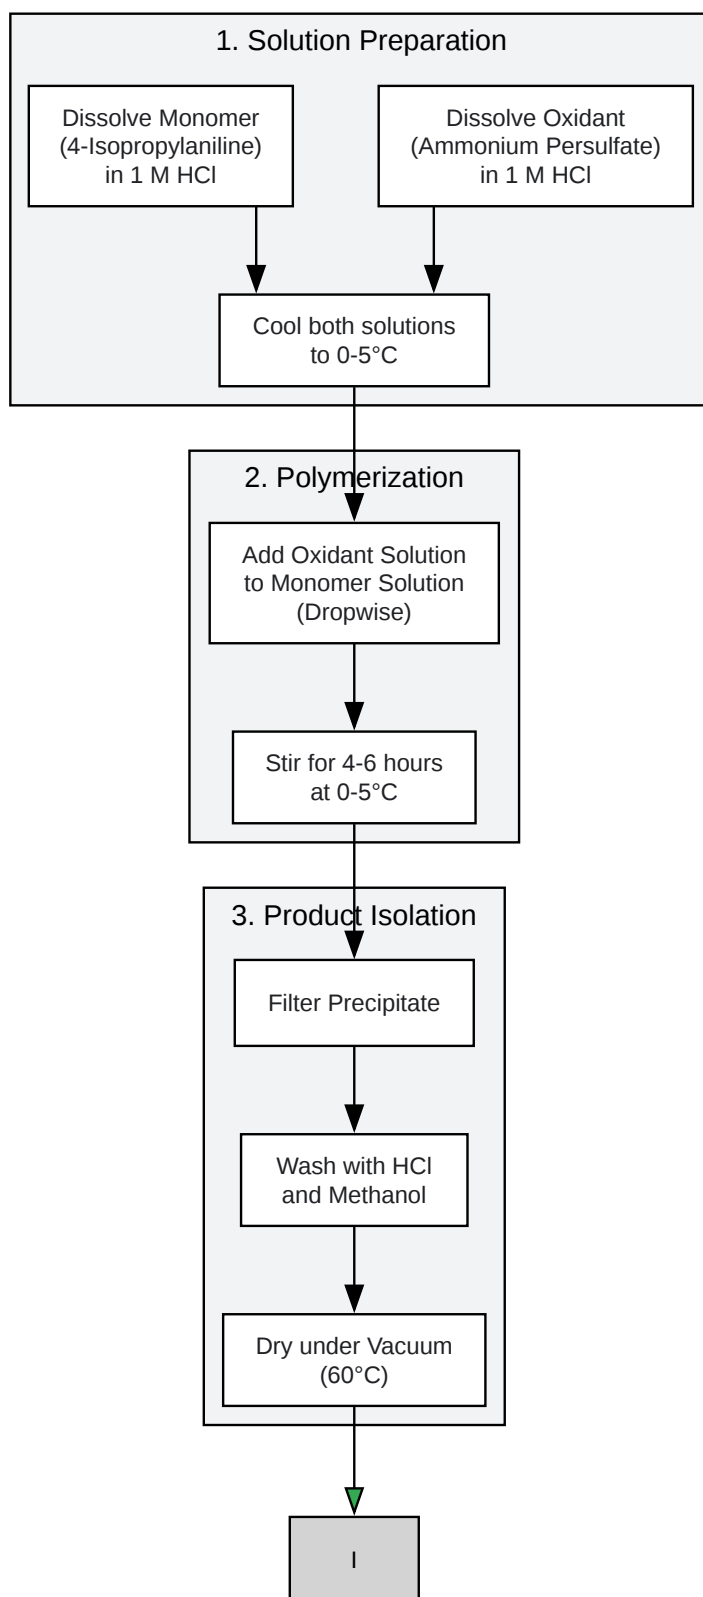 1. Solution Preparation
Dissolve Monomer
(4-Isopropylaniline)
in 1 M HCl
Dissolve Oxidant
(Ammonium Persulfate)
in 1 M HCl
Cool both solutions
to 0-5°C
2. Polymerization
Add Oxidant Solution
to Monomer Solution
(Dropwise)
Stir for 4-6 hours
at 0-5°C
3. Product Isolation
Filter Precipitate
Wash with HCl
and Methanol
Dry under Vacuum
(60°C)
I